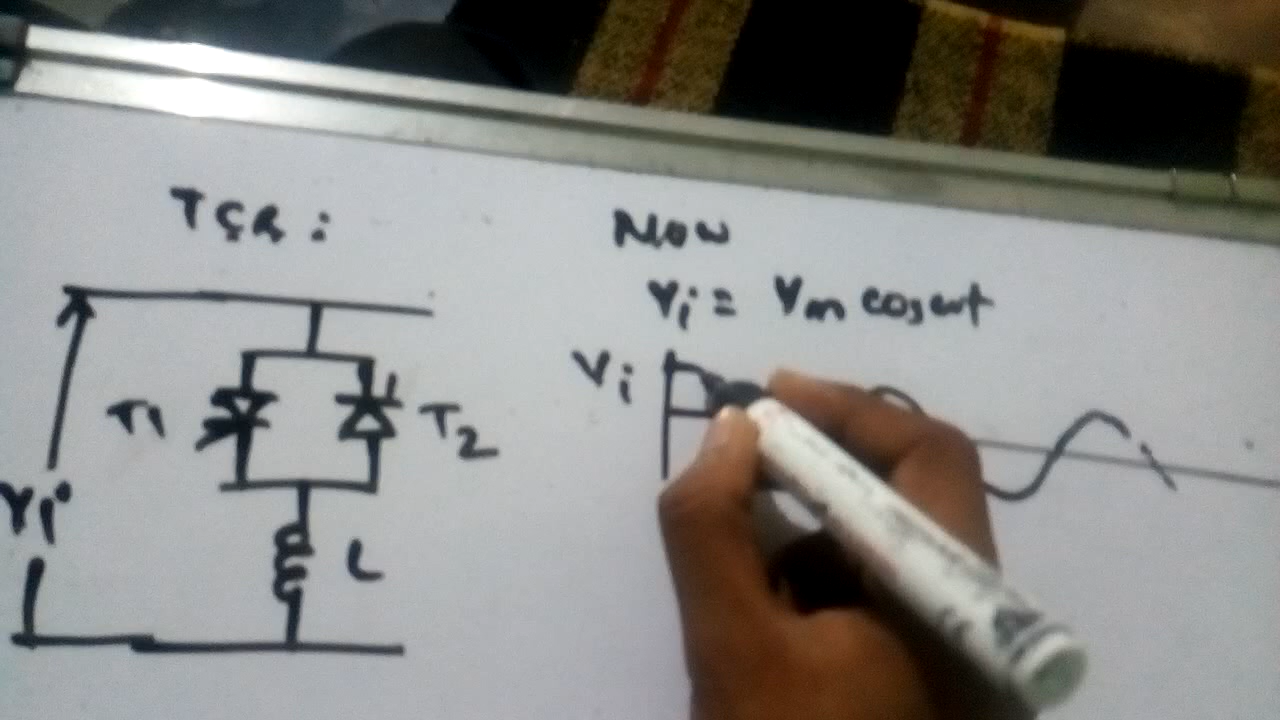 TCR :
T1
T2
Vi
L
Now
Vi = Vm cosωt
Vi